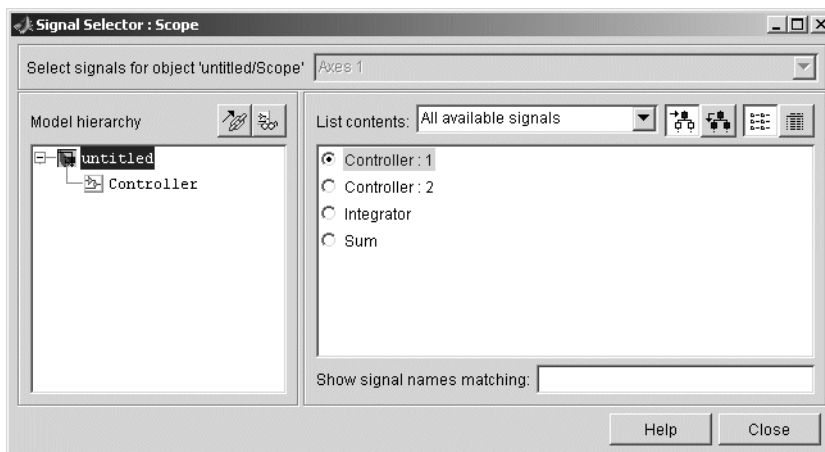 Signal Selector : Scope
Select signals for object 'untitled/Scope' Axes 1
Model hierarchy
untitled
Controller
List contents: All available signals
Controller : 1
Controller : 2
Integrator
Sum
Show signal names matching:
Help Close